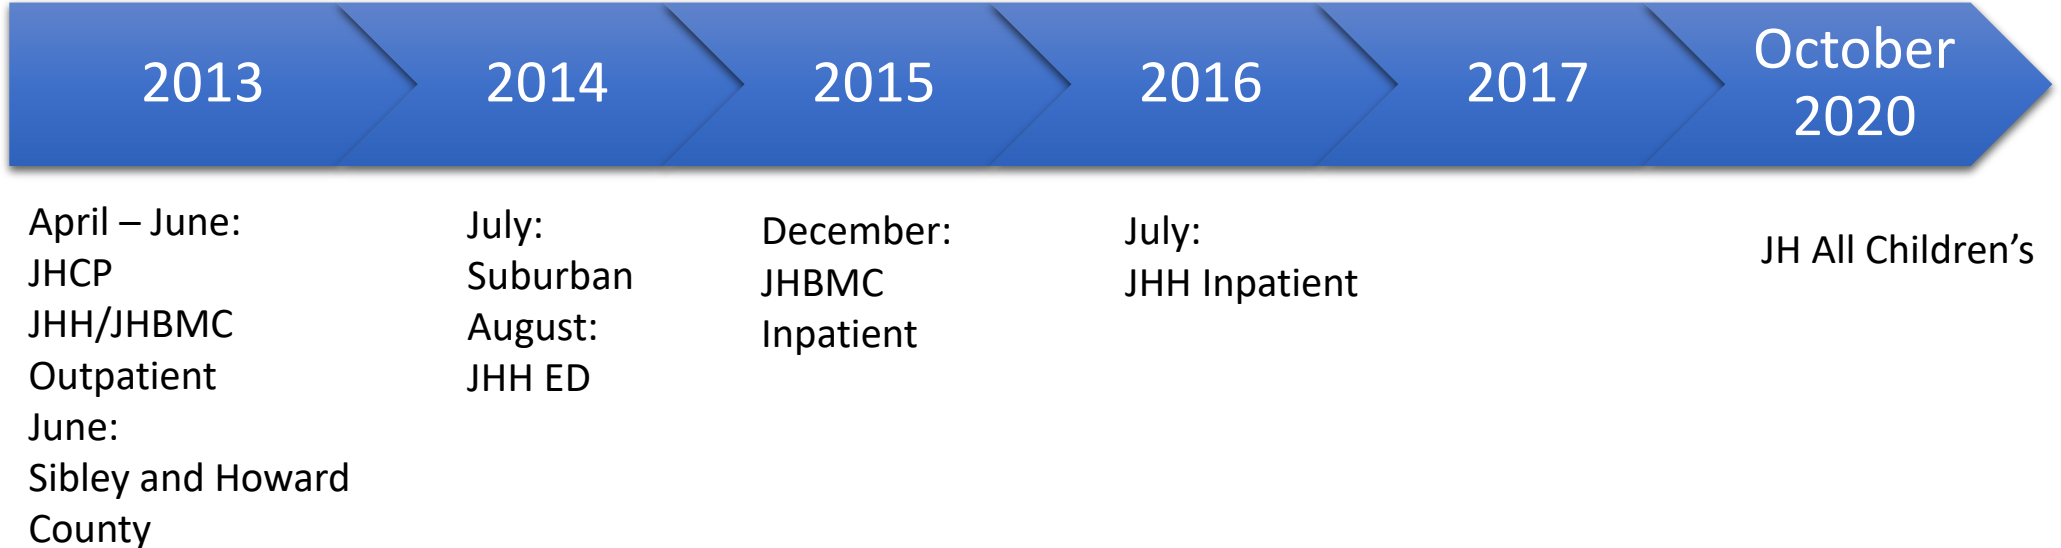 2013
2014
2015
2016
2017
October
2020
April – June:
JHCP
JHH/JHBMC
Outpatient
June:
Sibley and Howard
County
July:
Suburban
August:
JHH ED
December:
JHBMC
Inpatient
July:
JHH Inpatient
JH All Children’s